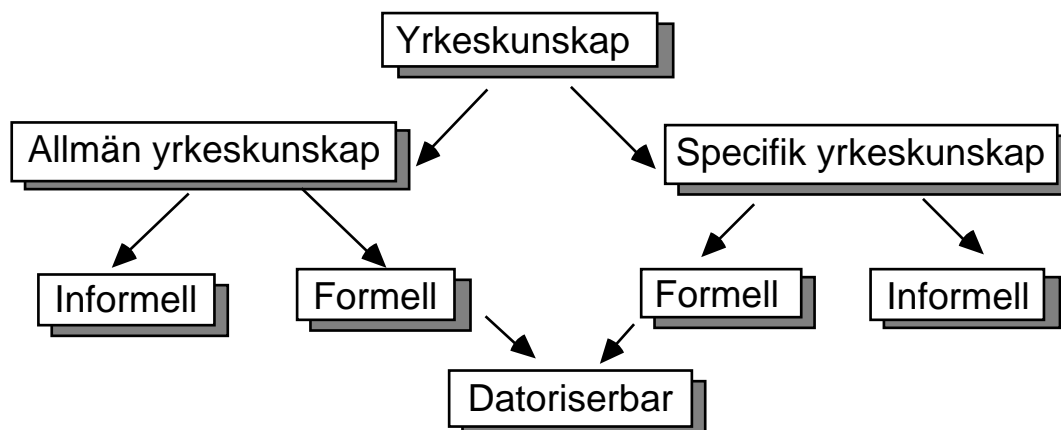 Yrkeskunskap
Allmän yrkeskunskap
Specifik yrkeskunskap
Informell
Formell
Formell
Informell
Datoriserbar